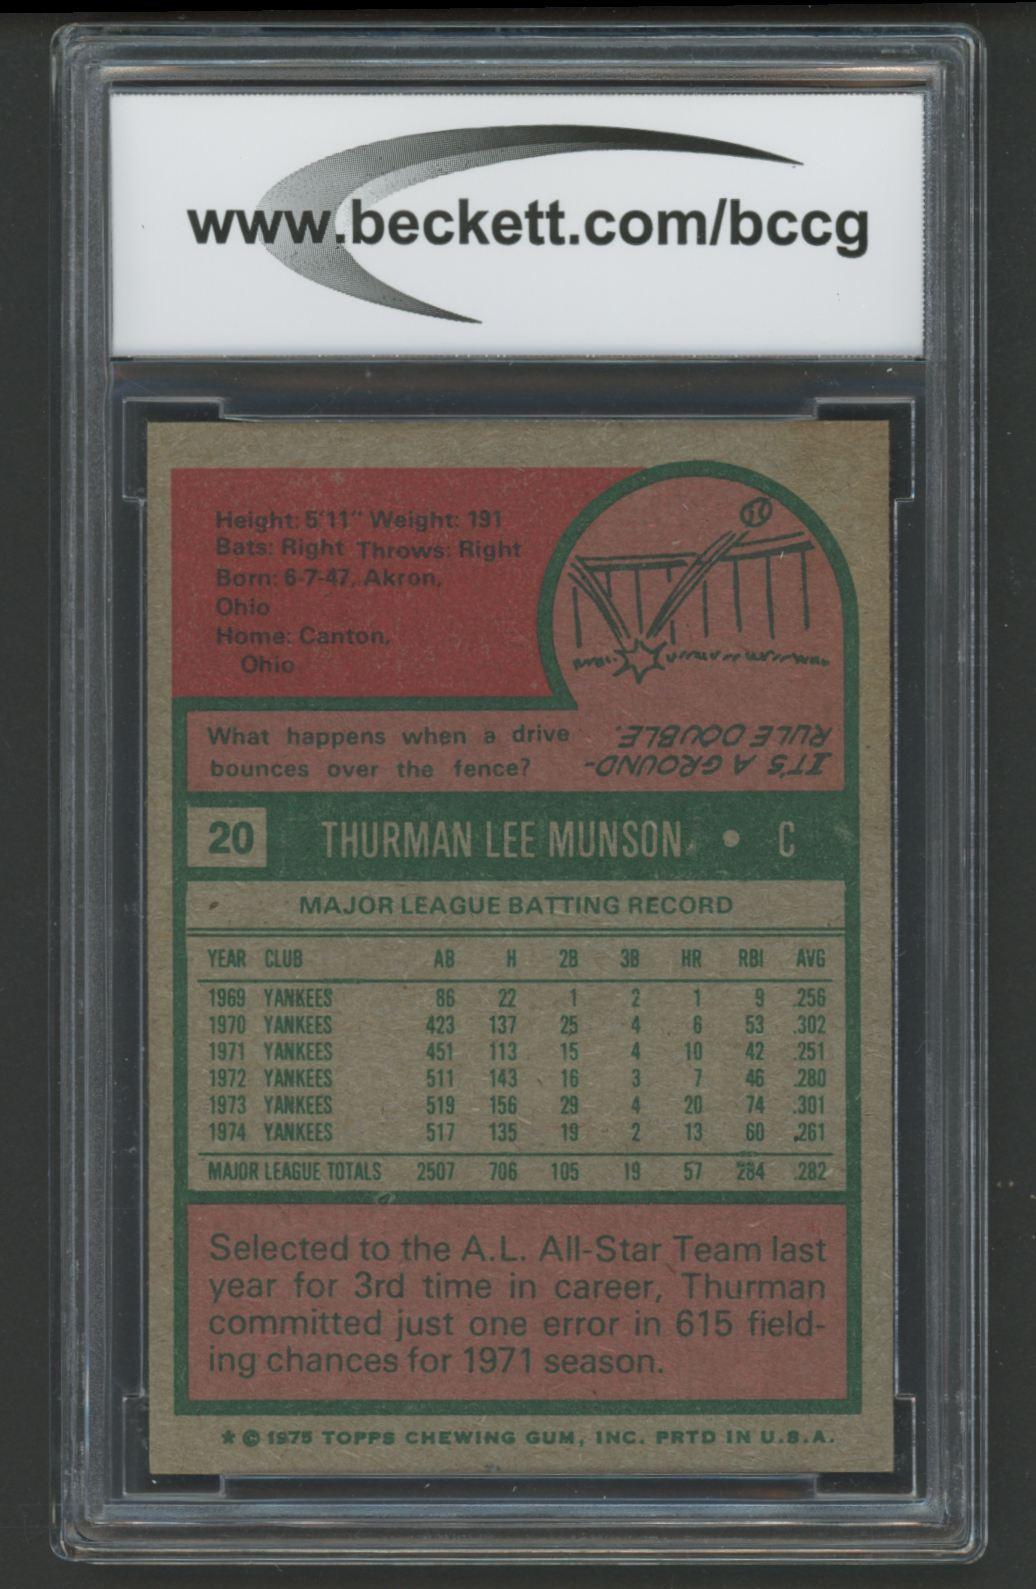 www.beckett.com/bccg
Height: 5'11" Weight: 191
Bats: Right Throws: Right
Born: 6-7-47, Akron,
Ohio
Home: Canton,
Ohio
What happens when a drive
bounces over the fence?
IT'S A GROUND-
RULE DOUBLE.
20 THURMAN LEE MUNSON • C
MAJOR LEAGUE BATTING RECORD
YEAR CLUB AB H 2B 3B HR RBI AVG
1969 YANKEES 86 22 1 2 1 9 .256
1970 YANKEES 423 137 25 4 6 53 .302
1971 YANKEES 451 113 15 4 10 42 .251
1972 YANKEES 511 143 16 3 7 46 .280
1973 YANKEES 519 156 29 4 20 74 .301
1974 YANKEES 517 135 19 2 13 60 .261
MAJOR LEAGUE TOTALS 2507 706 105 19 57 284 .282
Selected to the A.L. All-Star Team last
year for 3rd time in career, Thurman
committed just one error in 615 field-
ing chances for 1971 season.
* © 1975 TOPPS CHEWING GUM, INC. PRTD IN U.S.A.